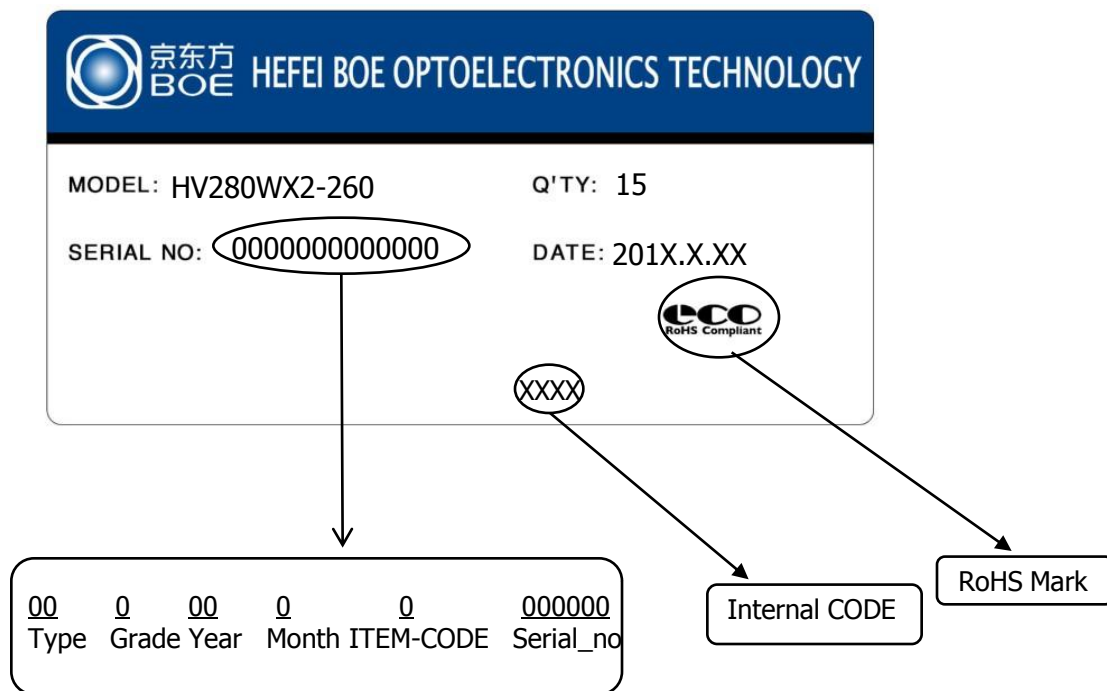 京东方
BOE HEFEI BOE OPTOELECTRONICS TECHNOLOGY
MODEL: HV280WX2-260 Q'TY: 15
SERIAL NO: 0000000000000 DATE: 201X.X.XX
eco
RoHS Compliant
XXXX
RoHS Mark
Internal CODE
00 0 00 0 0 000000
Type Grade Year Month ITEM-CODE Serial_no